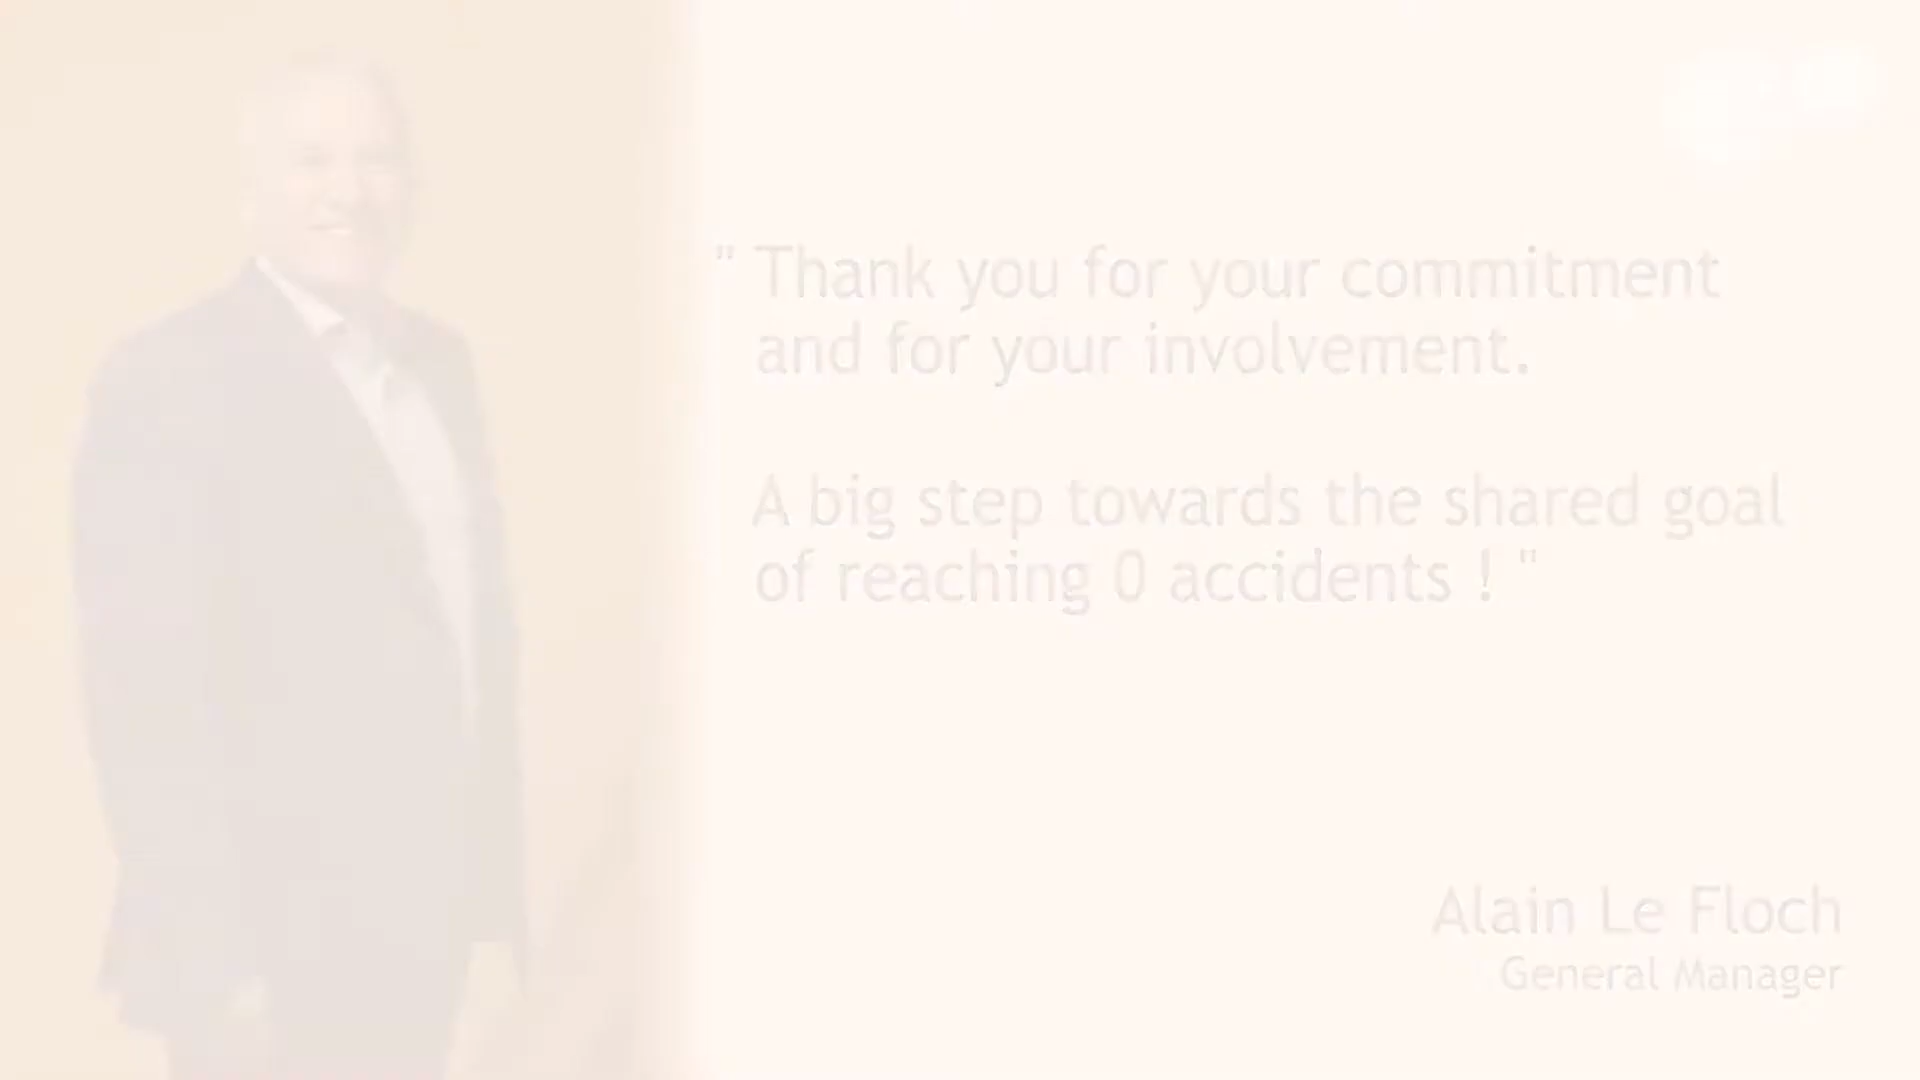 " Thank you for your commitment
and for your involvement.
A big step towards the shared goal
of reaching 0 accidents ! "
Alain Le Floch
General Manager